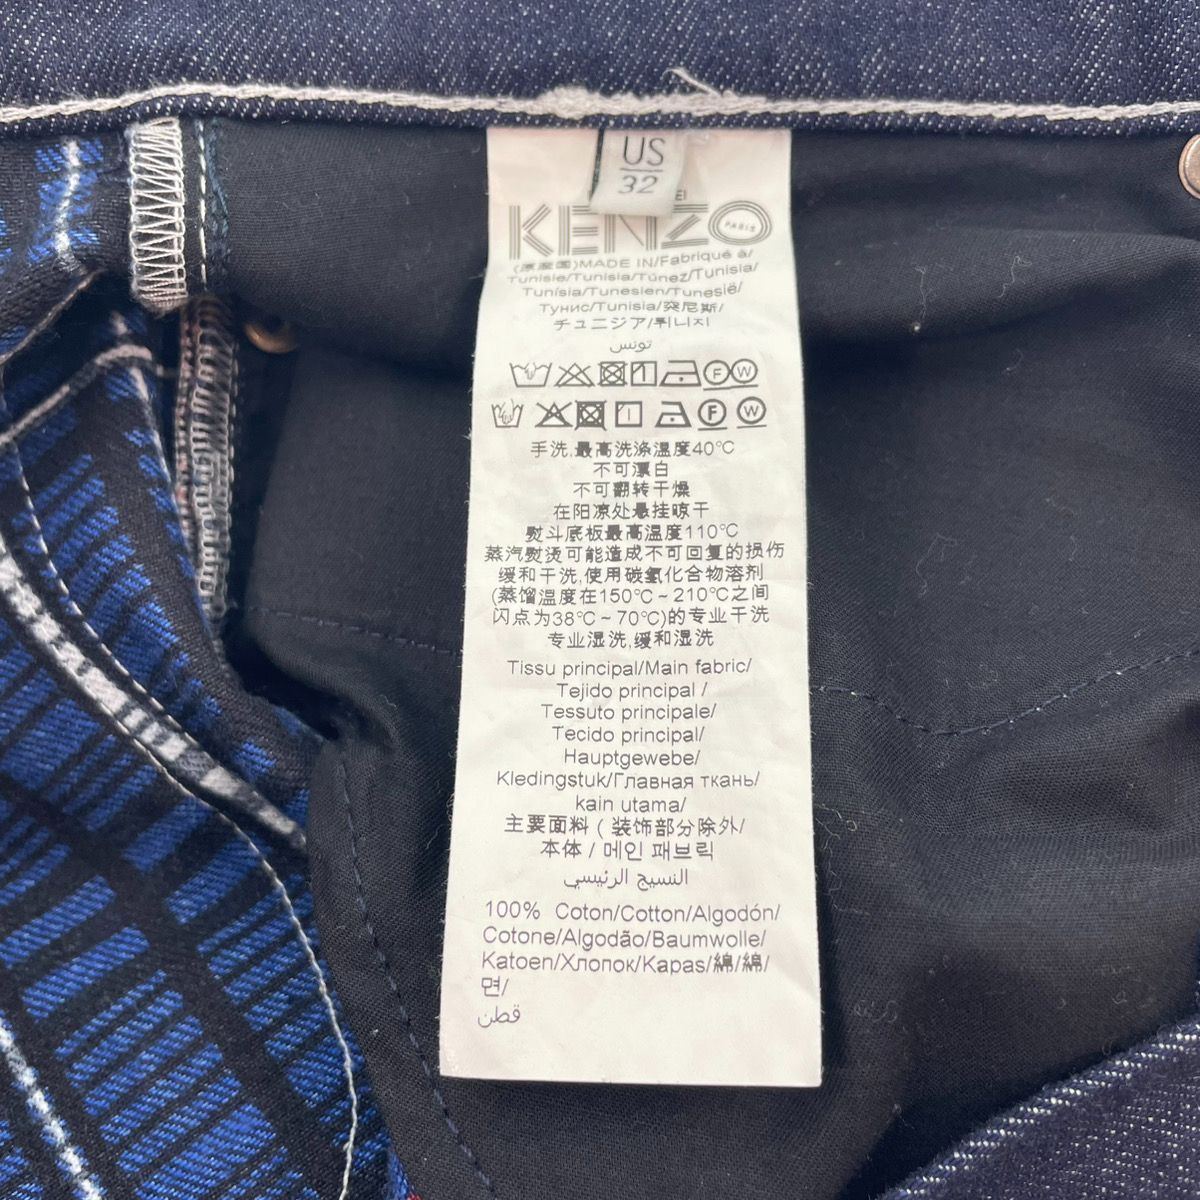 US
32
KENZO
PARIS
(原産国)MADE IN/Fabriqué à/
Tunisie/Tunisia/Túnez/Tunisia/
Tunísia/Tunesien/Tunesië/
Тунис/Tunisia/突尼斯/
チュニジア/튀니지
تونس
F W
F W
手洗,最高洗涤温度40℃
不可漂白
不可翻转干燥
在阳凉处悬挂晾干
熨斗底板最高温度110℃
蒸汽熨烫可能造成不可回复的损伤
缓和干洗,使用碳氢化合物溶剂
(蒸馏温度在150℃~210℃之间
闪点为38℃~70℃)的专业干洗
专业湿洗,缓和湿洗
Tissu principal/Main fabric/
Tejido principal /
Tessuto principale/
Tecido principal/
Hauptgewebe/
Kledingstuk/Главная ткань/
kain utama/
主要面料 ( 装饰部分除外/
本体 / 메인 패브릭
النسيج الرئيسي
100% Coton/Cotton/Algodón/
Cotone/Algodão/Baumwolle/
Katoen/Хлопок/Kapas/棉/綿/
면/
قطن